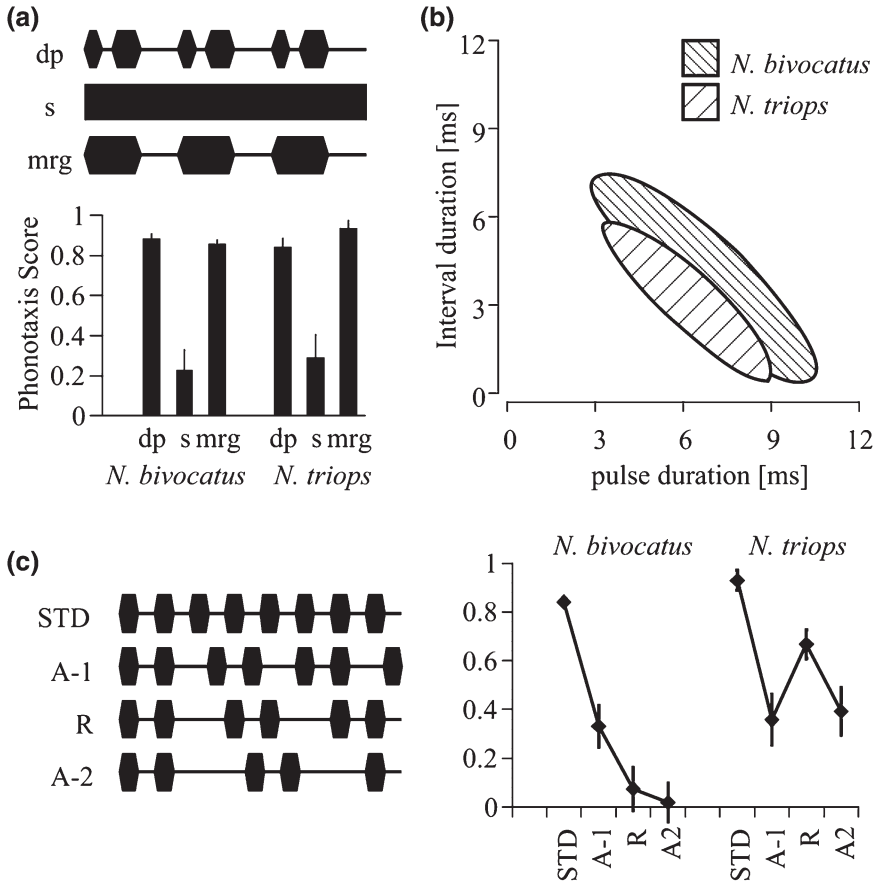 (a)
dp
s
mrg
Phonotaxis Score
1
0.8
0.6
0.4
0.2
0
dp s mrg dp s mrg
N. bivocatus N. triops
(b)
N. bivocatus
N. triops
Interval duration [ms]
12
9
6
3
0
0 3 6 9 12
pulse duration [ms]
(c)
STD
A-1
R
A-2
N. bivocatus N. triops
1
0.8
0.6
0.4
0.2
0
STD A-1 R A2 STD A-1 R A2